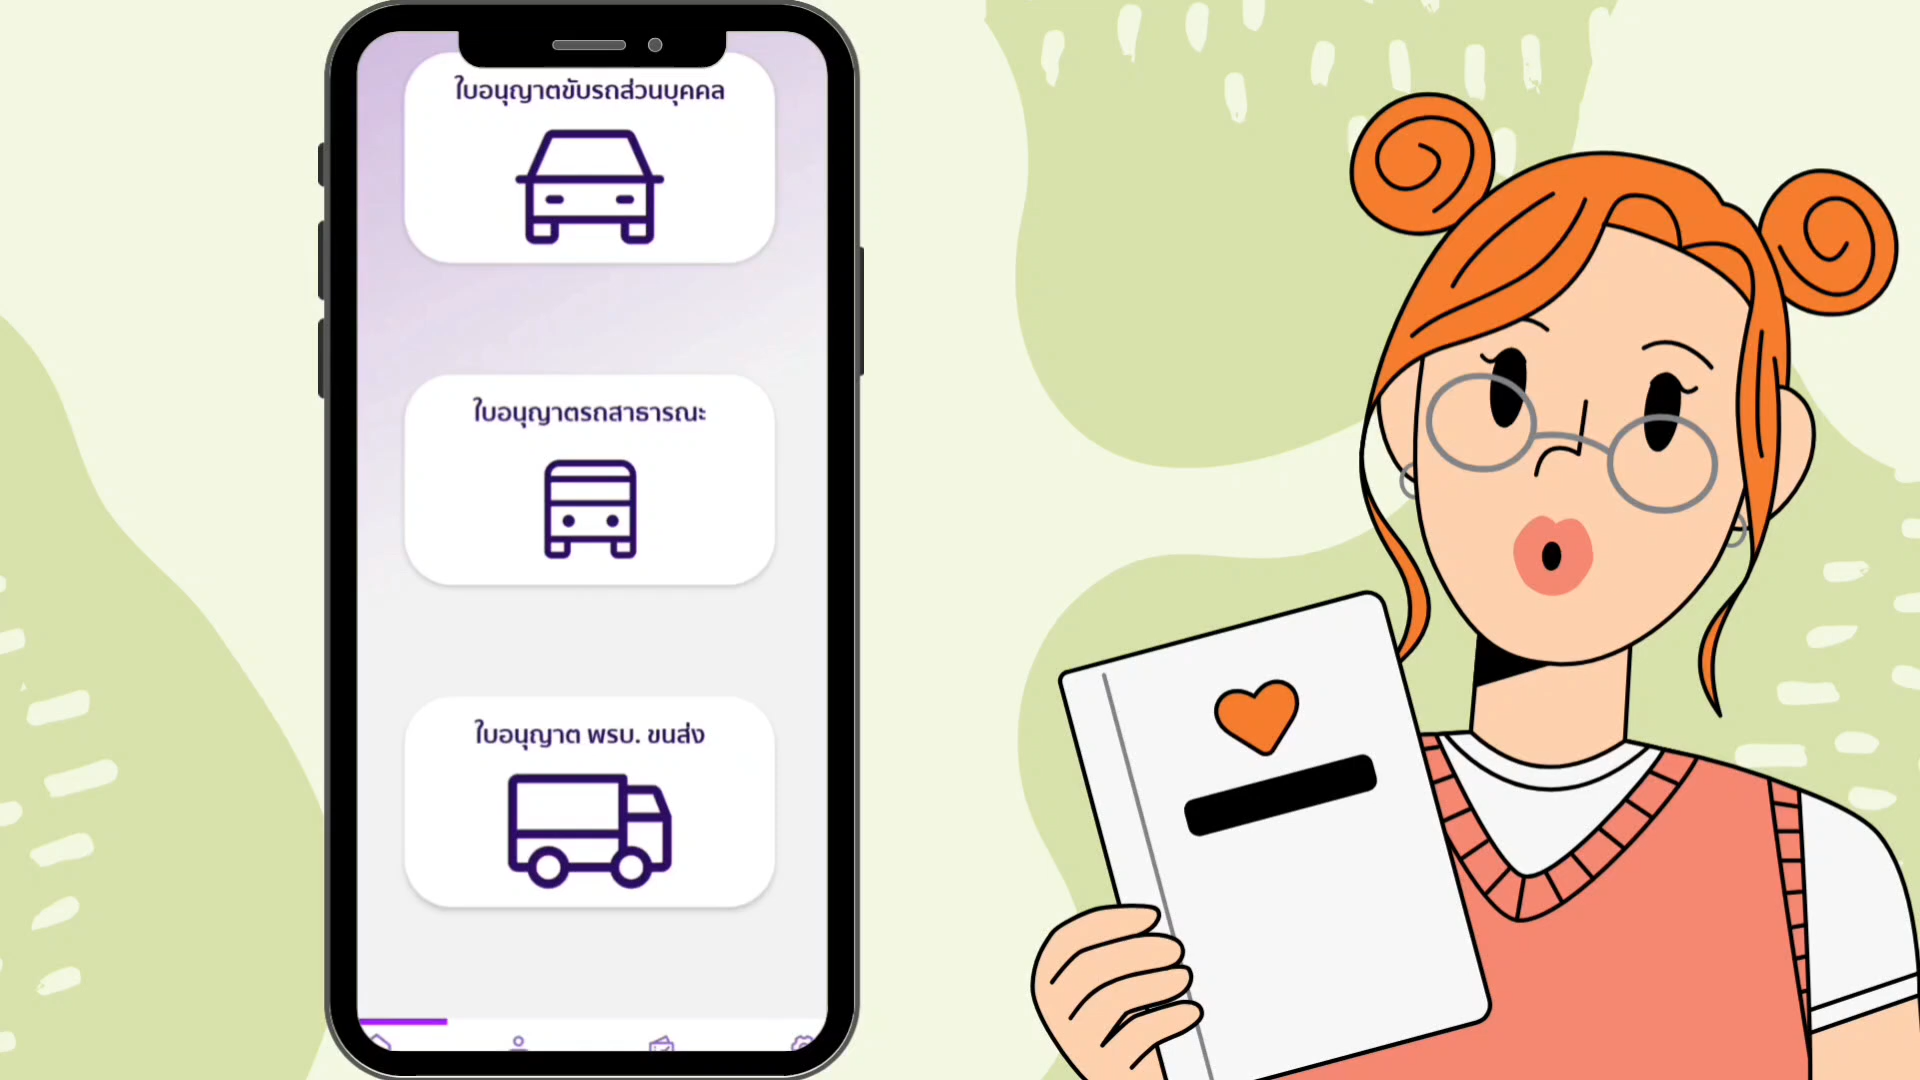 ใบอนุญาตขับรถส่วนบุคคล
ใบอนุญาตรถสาธารณะ
ใบอนุญาต พรบ. ขนส่ง